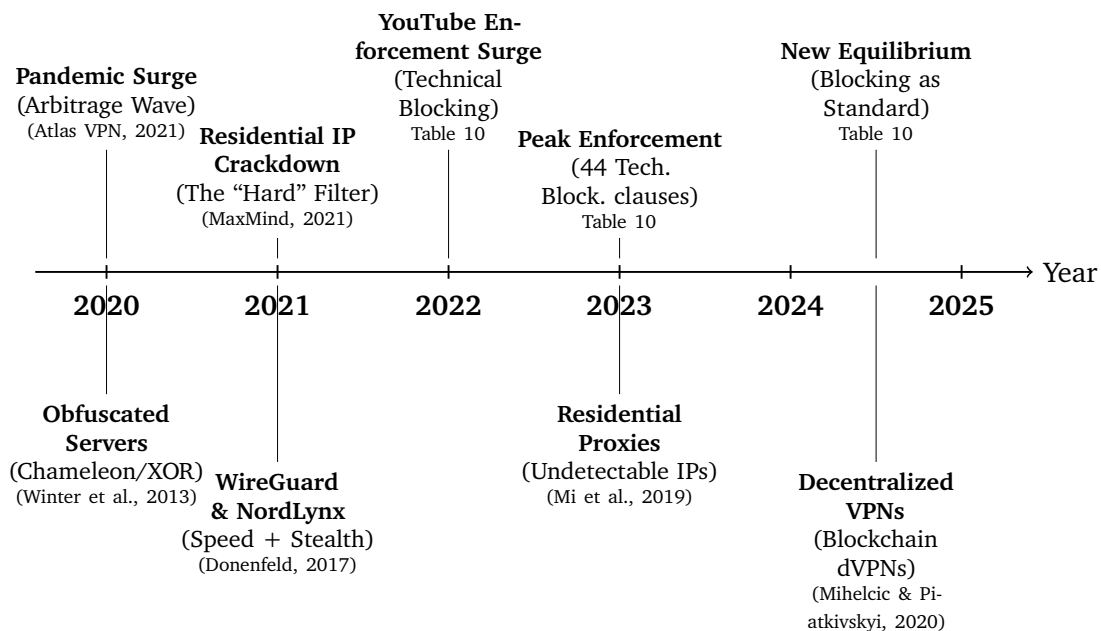 Pandemic Surge
(Arbitrage Wave)
(Atlas VPN, 2021)
Residential IP
Crackdown
(The “Hard” Filter)
(MaxMind, 2021)
YouTube En-
forcement Surge
(Technical
Blocking)
Table 10
Peak Enforcement
(44 Tech.
Block. clauses)
Table 10
New Equilibrium
(Blocking as
Standard)
Table 10
Year
2020 2021 2022 2023 2024 2025
Obfuscated
Servers
(Chameleon/XOR)
(Winter et al., 2013)
WireGuard
& NordLynx
(Speed + Stealth)
(Donenfeld, 2017)
Residential
Proxies
(Undetectable IPs)
(Mi et al., 2019)
Decentralized
VPNs
(Blockchain
dVPNs)
(Mihelcic & Pi-
atkivskyi, 2020)